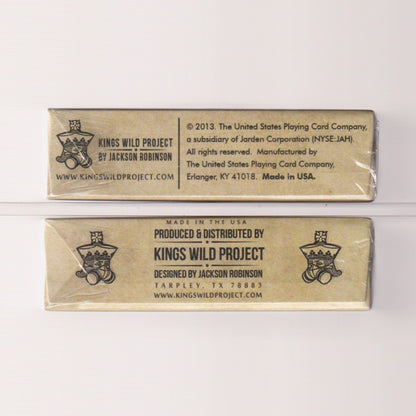 KINGS WILD PROJECT
BY JACKSON ROBINSON
WWW.KINGSWILDPROJECT.COM
© 2013. The United States Playing Card Company,
a subsidiary of Jarden Corporation (NYSE:JAH).
All rights reserved. Manufactured by
The United States Playing Card Company,
Erlanger, KY 41018. Made in USA.
MADE IN THE USA
PRODUCED & DISTRIBUTED BY
KINGS WILD PROJECT
DESIGNED BY JACKSON ROBINSON
TARPLEY, TX 78883
WWW.KINGSWILDPROJECT.COM